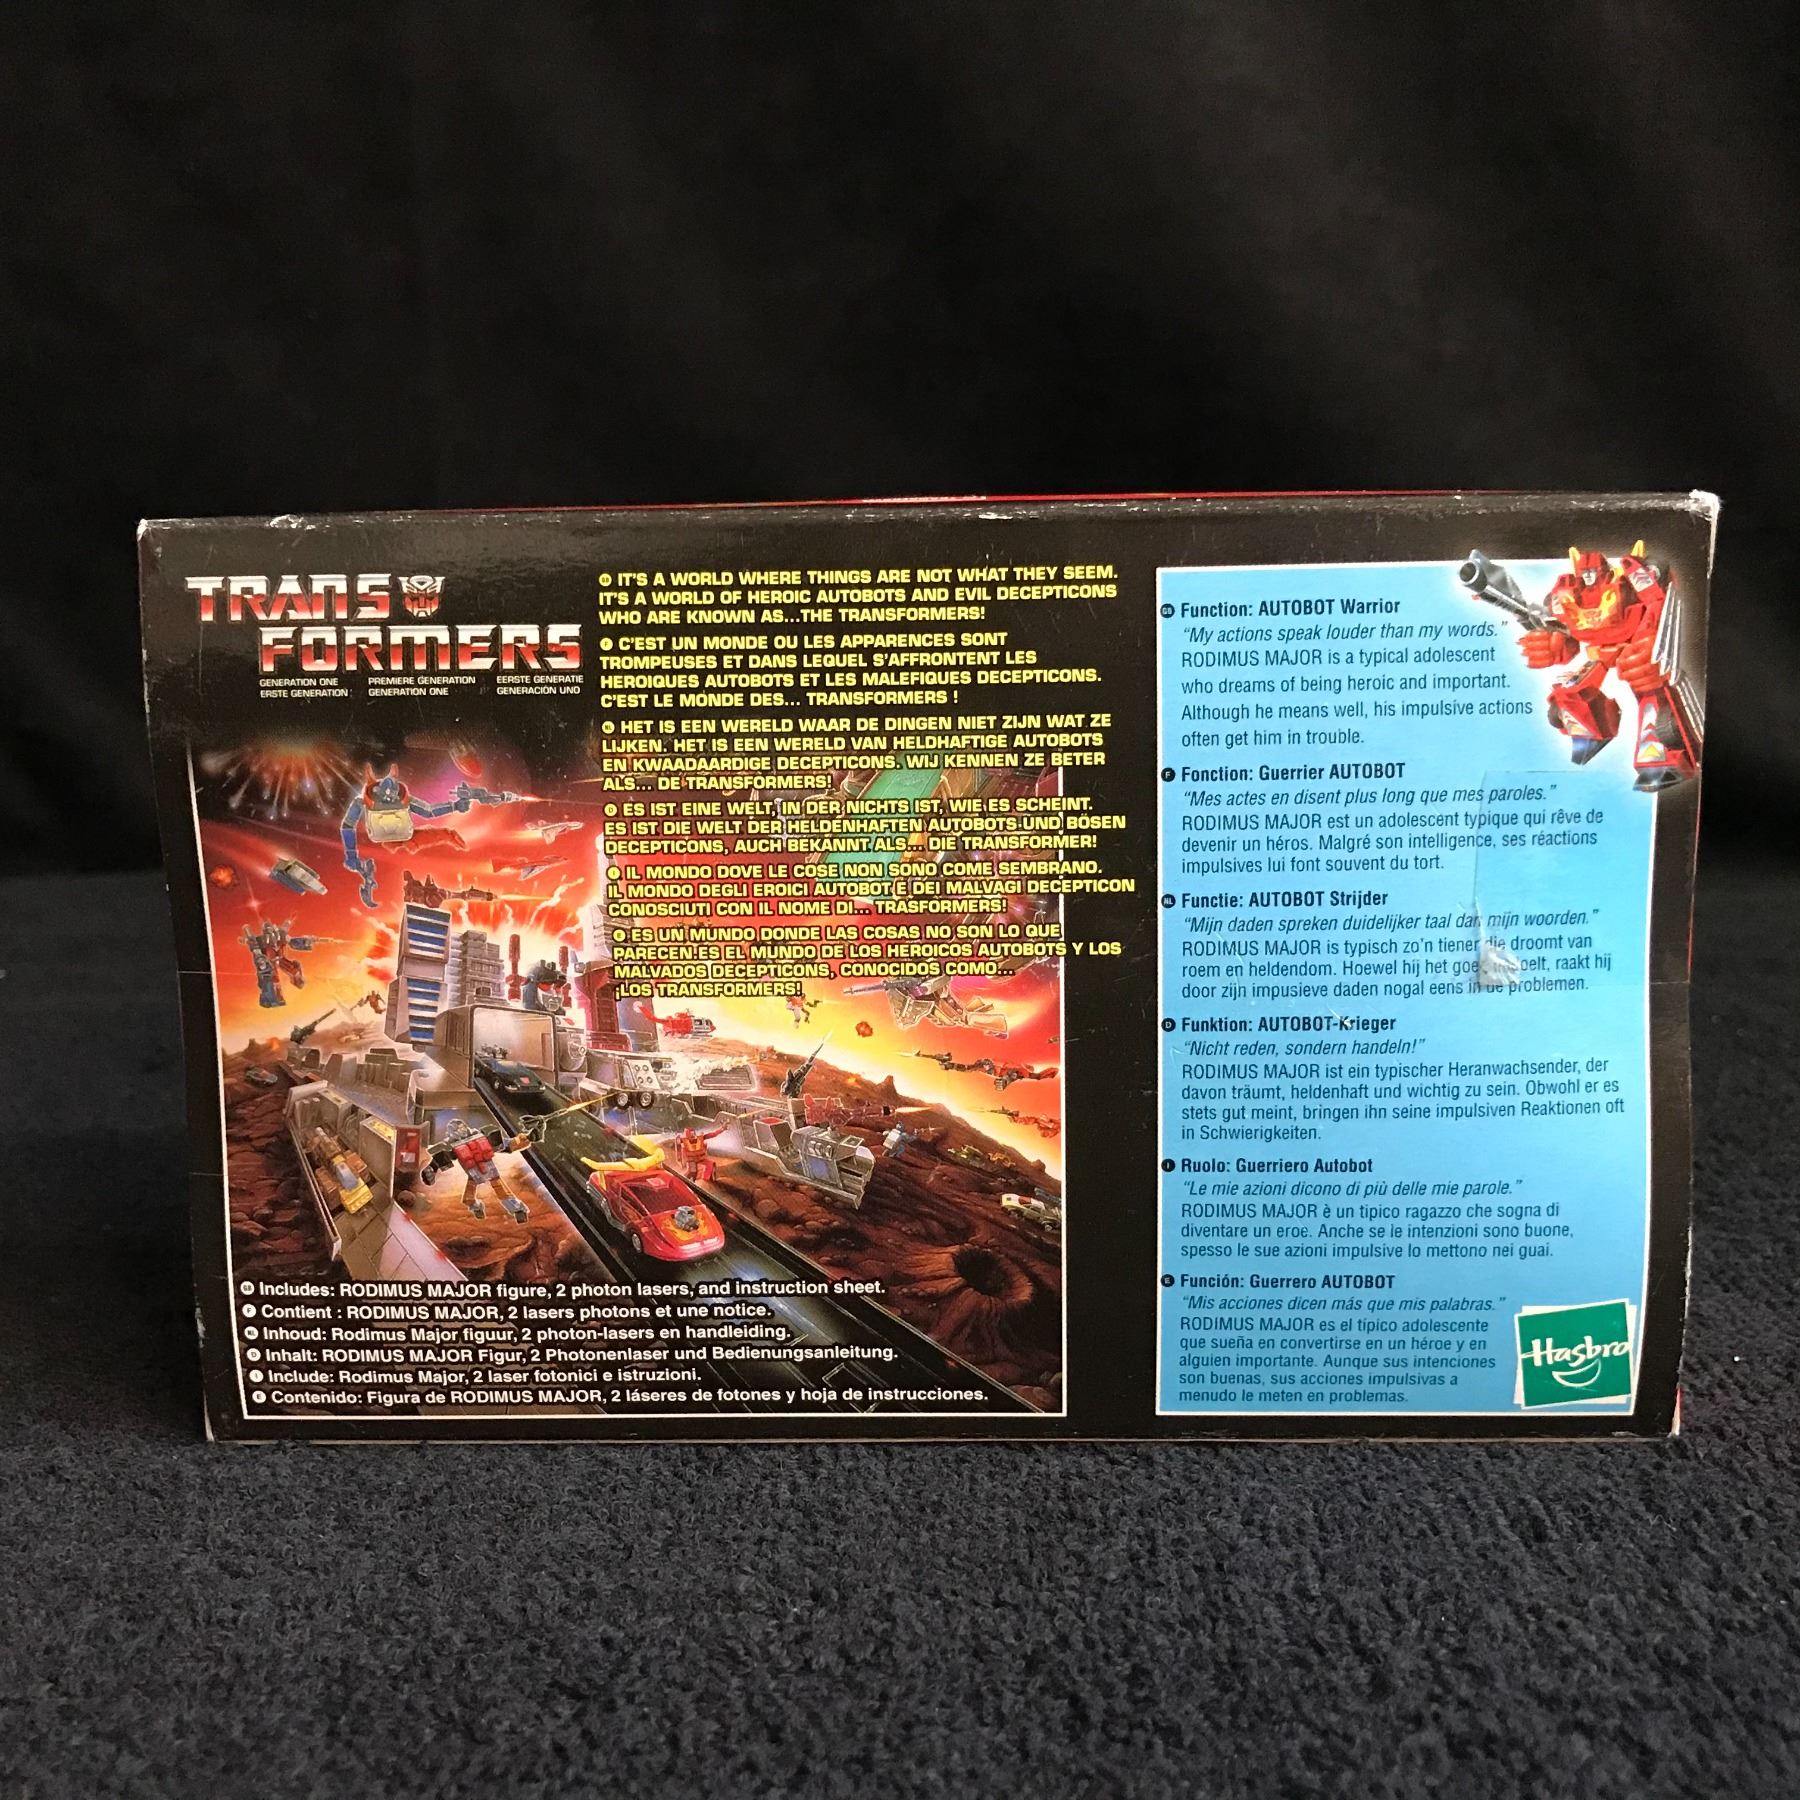 TRANS
FORMERS
GENERATION ONE PREMIERE GENERATION EERSTE GENERATIE
ERSTE GENERATION GENERATION ONE GENERACIÓN UNO
GB IT'S A WORLD WHERE THINGS ARE NOT WHAT THEY SEEM.
IT'S A WORLD OF HEROIC AUTOBOTS AND EVIL DECEPTICONS
WHO ARE KNOWN AS...THE TRANSFORMERS!
F C'EST UN MONDE OU LES APPARENCES SONT
TROMPEUSES ET DANS LEQUEL S'AFFRONTENT LES
HEROIQUES AUTOBOTS ET LES MALEFIQUES DECEPTICONS.
C'EST LE MONDE DES... TRANSFORMERS !
NL HET IS EEN WERELD WAAR DE DINGEN NIET ZIJN WAT ZE
LIJKEN. HET IS EEN WERELD VAN HELDHAFTIGE AUTOBOTS
EN KWAADAARDIGE DECEPTICONS. WIJ KENNEN ZE BETER
ALS... DE TRANSFORMERS!
D ES IST EINE WELT, IN DER NICHTS IST, WIE ES SCHEINT.
ES IST DIE WELT DER HELDENHAFTEN AUTOBOTS UND BÖSEN
DECEPTICONS, AUCH BEKANNT ALS... DIE TRANSFORMER!
I IL MONDO DOVE LE COSE NON SONO COME SEMBRANO.
IL MONDO DEGLI EROICI AUTOBOT E DEI MALVAGI DECEPTICON
CONOSCIUTI CON IL NOME DI... TRASFORMERS!
E ES UN MUNDO DONDE LAS COSAS NO SON LO QUE
PARECEN.ES EL MUNDO DE LOS HEROICOS AUTOBOTS Y LOS
MALVADOS DECEPTICONS, CONOCIDOS COMO...
¡LOS TRANSFORMERS!
GB Includes: RODIMUS MAJOR figure, 2 photon lasers, and instruction sheet.
F Contient : RODIMUS MAJOR, 2 lasers photons et une notice.
NL Inhoud: Rodimus Major figuur, 2 photon-lasers en handleiding.
D Inhalt: RODIMUS MAJOR Figur, 2 Photonenlaser und Bedienungsanleitung.
I Include: Rodimus Major, 2 laser fotonici e istruzioni.
E Contenido: Figura de RODIMUS MAJOR, 2 láseres de fotones y hoja de instrucciones.
GB Function: AUTOBOT Warrior
"My actions speak louder than my words."
RODIMUS MAJOR is a typical adolescent
who dreams of being heroic and important.
Although he means well, his impulsive actions
often get him in trouble.
F Fonction: Guerrier AUTOBOT
"Mes actes en disent plus long que mes paroles."
RODIMUS MAJOR est un adolescent typique qui rêve de
devenir un héros. Malgré son intelligence, ses réactions
impulsives lui font souvent du tort.
NL Functie: AUTOBOT Strijder
"Mijn daden spreken duidelijker taal dan mijn woorden."
RODIMUS MAJOR is typisch zo'n tiener die droomt van
roem en heldendom. Hoewel hij het raakt hij
door zijn impusieve daden nogal eens in de problemen.
D Funktion: AUTOBOT-Krieger
"Nicht reden, sondern handeln!"
RODIMUS MAJOR ist ein typischer Heranwachsender, der
davon träumt, heldenhaft und wichtig zu sein. Obwohl er es
stets gut meint, bringen ihn seine impulsiven Reaktionen oft
in Schwierigkeiten.
I Ruolo: Guerriero Autobot
"Le mie azioni dicono di più delle mie parole."
RODIMUS MAJOR è un tipico ragazzo che sogna di
diventare un eroe. Anche se le intenzioni sono buone,
spesso le sue azioni impulsive lo mettono nei guai.
E Función: Guerrero AUTOBOT
"Mis acciones dicen más que mis palabras."
RODIMUS MAJOR es el típico adolescente
que sueña en convertirse en un héroe y en
alguien importante. Aunque sus intenciones
son buenas, sus acciones impulsivas a
menudo le meten en problemas.
Hasbro